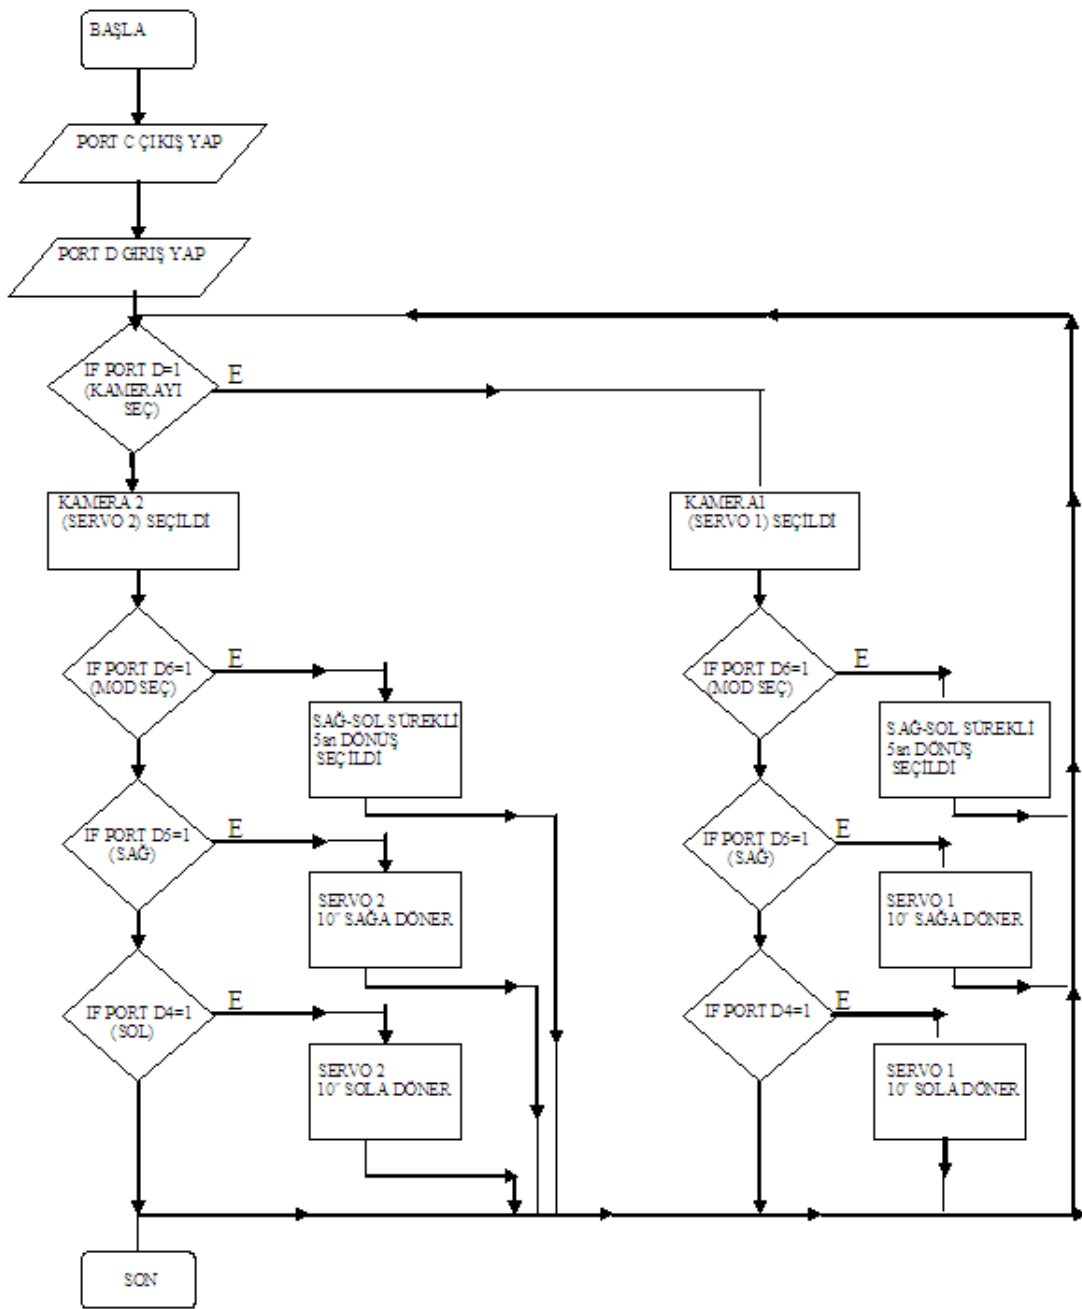 BAŞLA
PORT C ÇIKIŞ YAP
PORT D GIRIŞ YAP
IF PORT D=1
(KAMERAYI
SEÇ)
E
KAMERA 2
(SERVO 2) SEÇİLDİ
KAMERA1
(SERVO 1) SEÇİLDİ
IF PORT D6=1
(MOD SEÇ)
E
SAĞ-SOL SÜREKLİ
5sn DÖNÜŞ
SEÇİLDİ
IF PORT D6=1
(MOD SEÇ)
E
SAĞ-SOL SÜREKLİ
5sn DÖNÜŞ
SEÇİLDİ
IF PORT D5=1
(SAĞ)
E
SERVO 2
10˝ SAĞA DÖNER
IF PORT D5=1
(SAĞ)
E
SERVO 1
10˝ SAĞA DÖNER
IF PORT D4=1
(SOL)
E
SERVO 2
10˝ SOLA DÖNER
IF PORT D4=1
E
SERVO 1
10˝ SOLA DÖNER
SON